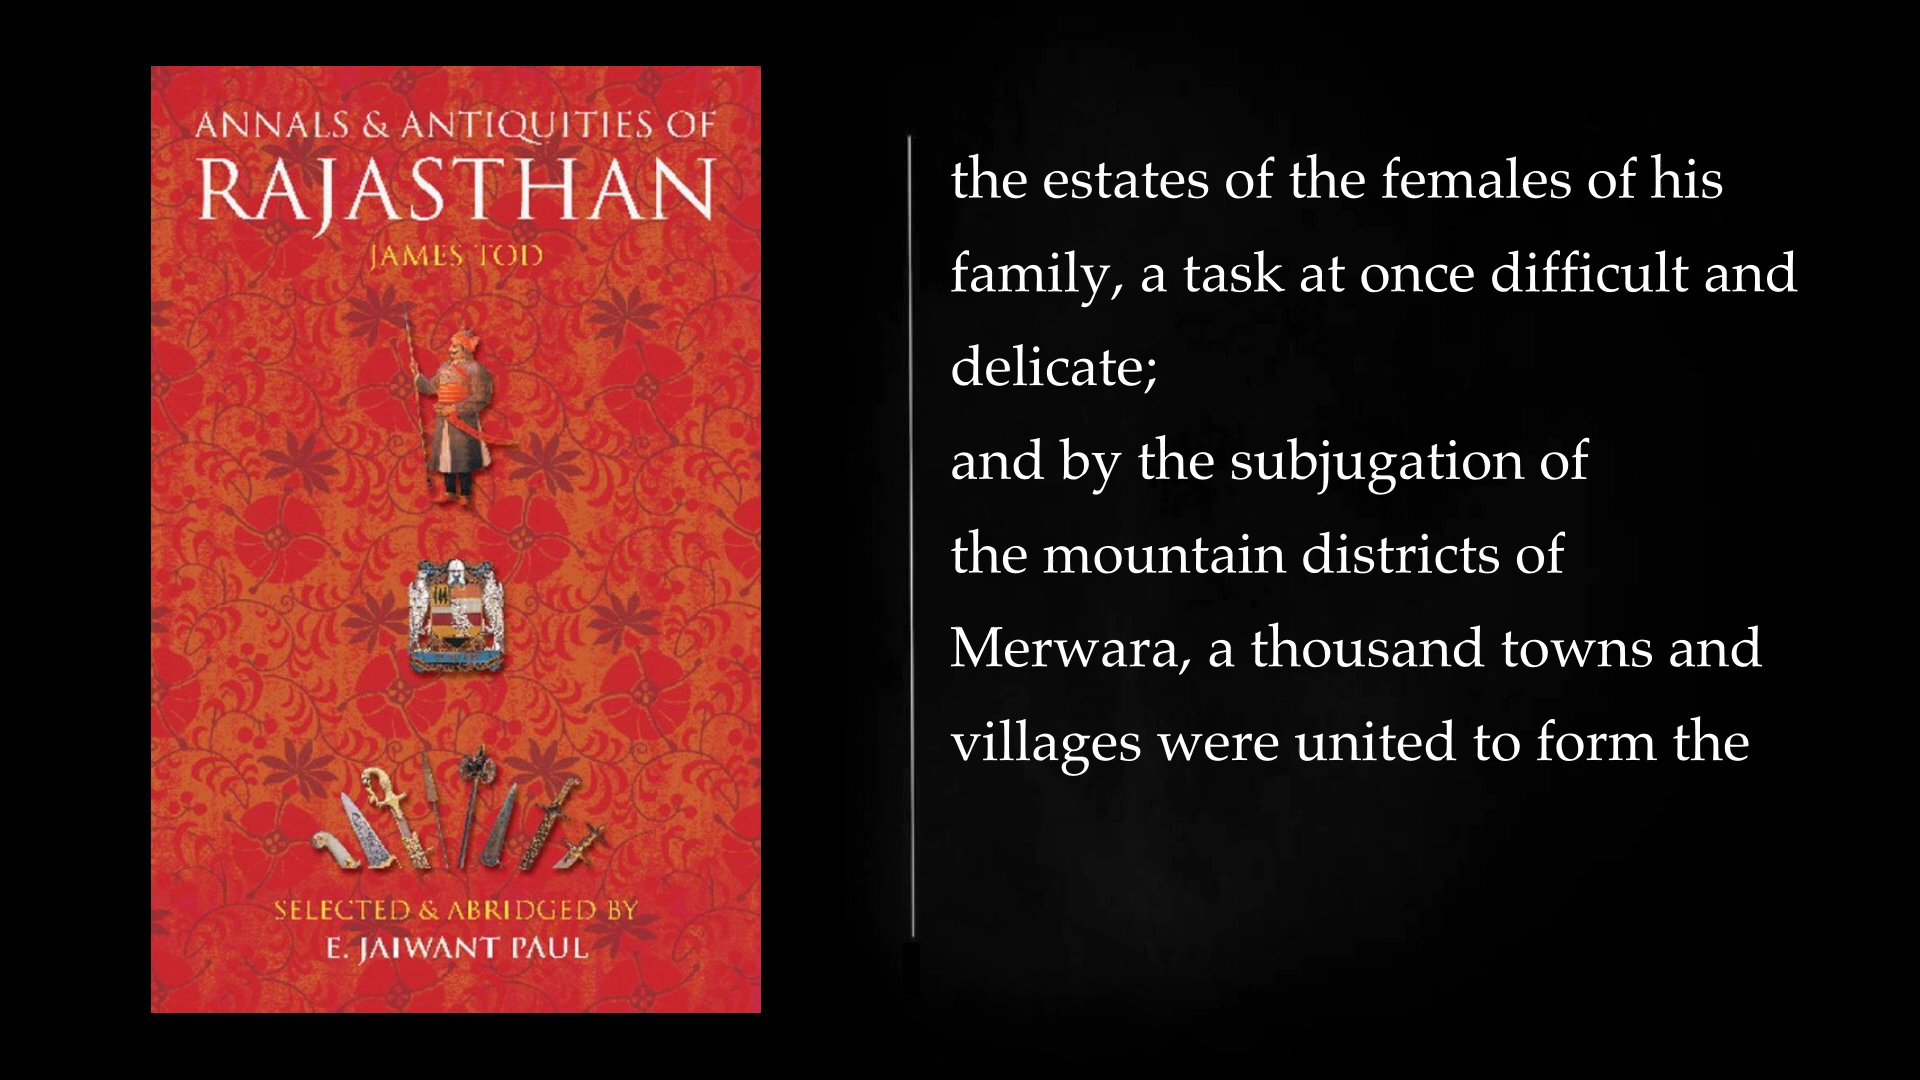 ANNALS & ANTIQUITIES OF
RAJASTHAN
JAMES TOD
SELECTED & ABRIDGED BY
E. JAIWANT PAUL
the estates of the females of his
family, a task at once difficult and
delicate;
and by the subjugation of
the mountain districts of
Merwara, a thousand towns and
villages were united to form the